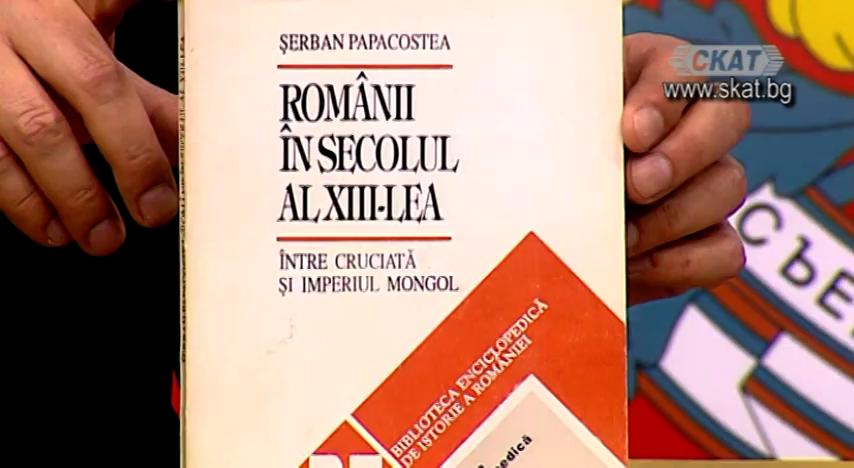 ŞERBAN PAPACOSTEA
ROMÂNII
ÎN SECOLUL
AL XIII-LEA
ÎNTRE CRUCIATĂ
ŞI IMPERIUL MONGOL
BIBLIOTECA ENCICLOPEDICĂ
DE ISTORIE A ROMÂNIEI
СКАТ
www.skat.bg
СЪЕ